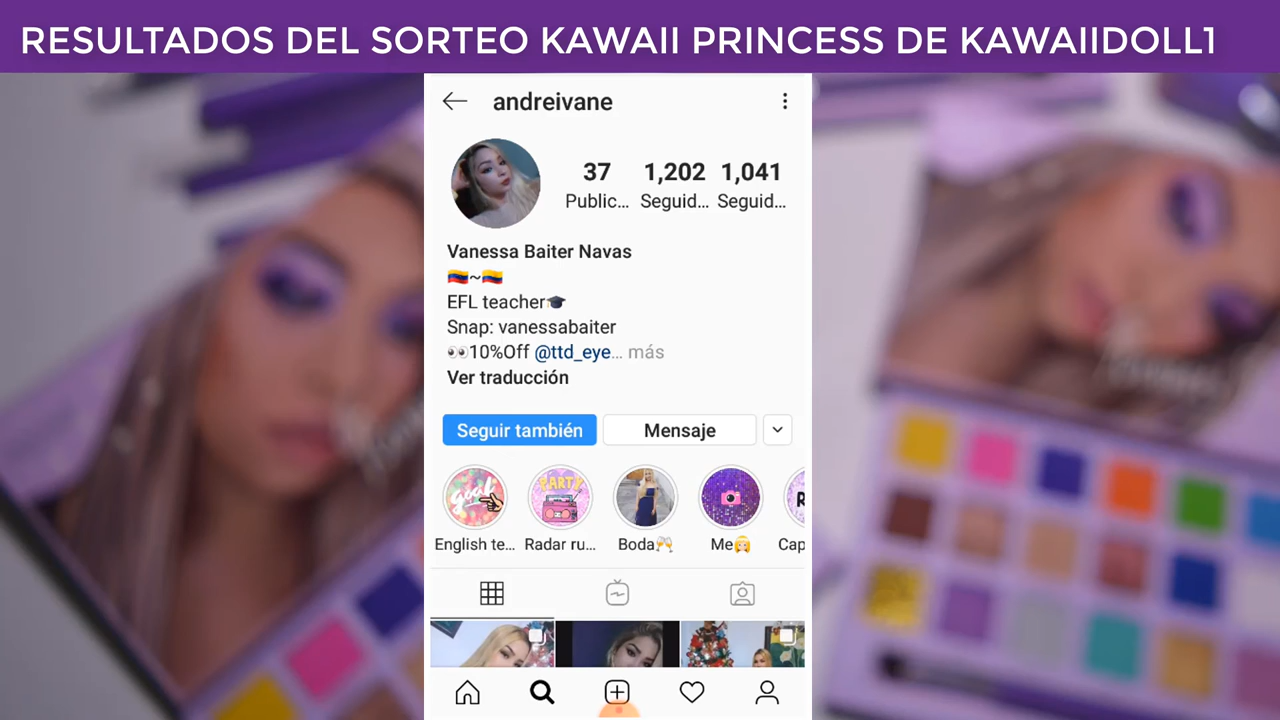 RESULTADOS DEL SORTEO KAWAII PRINCESS DE KAWAIIDOLL1
andreivane
37 1,202 1,041
Public... Seguid... Seguid...
Vanessa Baiter Navas
🇻🇪~🇻🇪
EFL teacher🎓
Snap: vanessabaiter
👀10%Off @ttd_eye... más
Ver traducción
Seguir también Mensaje
goals PARTY
English te... Radar ru... Boda🥂 Me👸🏼 Cap